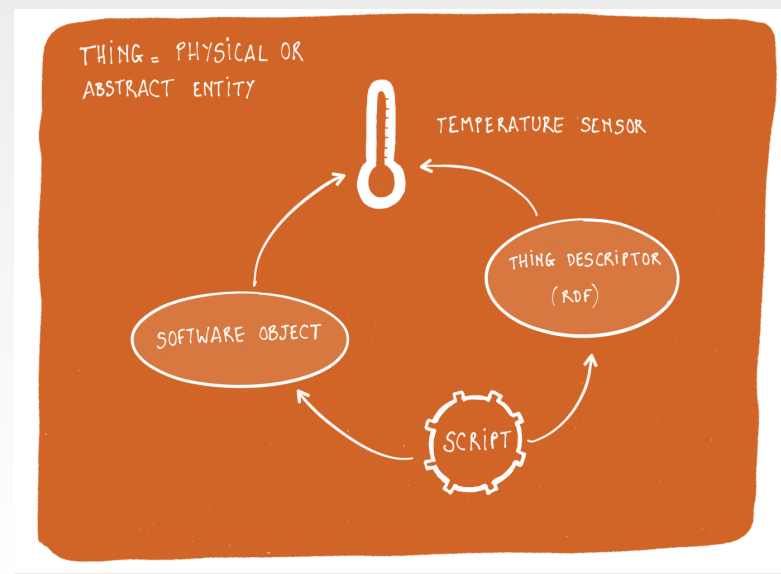 THING = PHYSICAL OR
ABSTRACT ENTITY
TEMPERATURE SENSOR
THING DESCRIPTOR
(RDF)
SOFTWARE OBJECT
SCRIPT